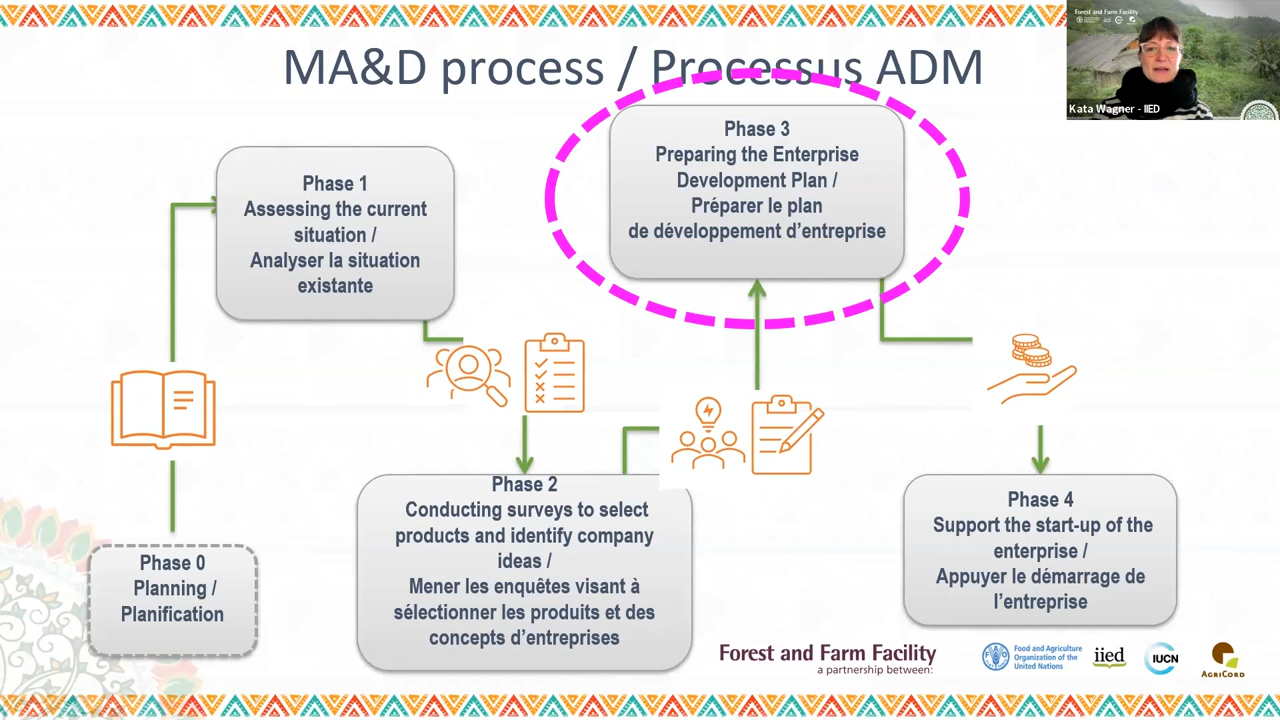 MA&D process / Processus ADM
Forest and Farm Facility
Kata Wagner - IIED
Phase 3
Preparing the Enterprise
Development Plan /
Préparer le plan
de développement d’entreprise
Phase 1
Assessing the current
situation /
Analyser la situation
existante
Phase 2
Conducting surveys to select
products and identify company
ideas /
Mener les enquêtes visant à
sélectionner les produits et des
concepts d’entreprises
Phase 4
Support the start-up of the
enterprise /
Appuyer le démarrage de
l’entreprise
Phase 0
Planning /
Planification
Forest and Farm Facility
a partnership between:
Food and Agriculture
Organization of the
United Nations
iied
IUCN
AGRICORD